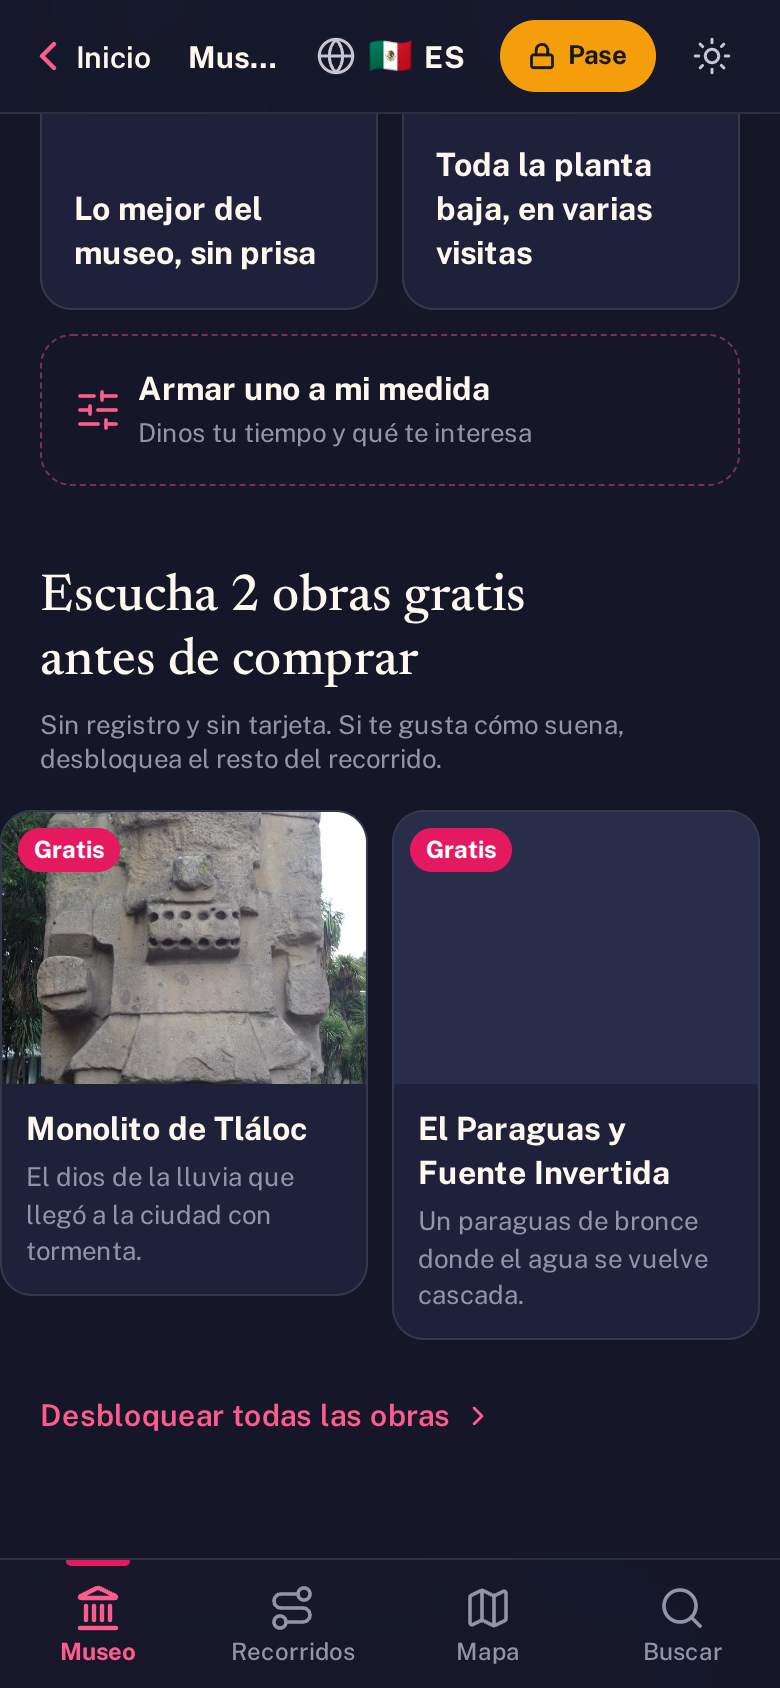 Inicio
Mus...
ES
Pase
Lo mejor del
museo, sin prisa
Toda la planta
baja, en varias
visitas
Armar uno a mi medida
Dinos tu tiempo y qué te interesa
Escucha 2 obras gratis
antes de comprar
Sin registro y sin tarjeta. Si te gusta cómo suena,
desbloquea el resto del recorrido.
Gratis
Monolito de Tláloc
El dios de la lluvia que
llegó a la ciudad con
tormenta.
Gratis
El Paraguas y
Fuente Invertida
Un paraguas de bronce
donde el agua se vuelve
cascada.
Desbloquear todas las obras
Museo
Recorridos
Mapa
Buscar